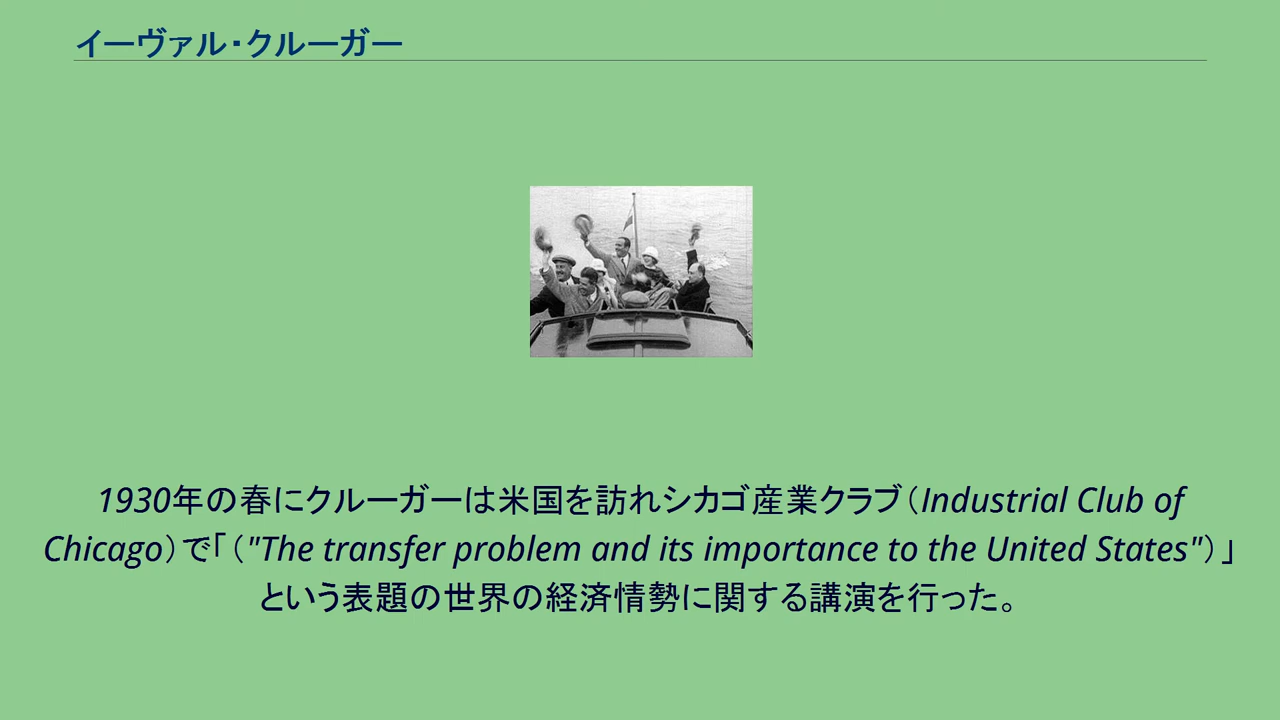 イーヴァル・クルーガー
1930年の春にクルーガーは米国を訪れシカゴ産業クラブ（Industrial Club of
Chicago）で「（"The transfer problem and its importance to the United States"）」
という表題の世界の経済情勢に関する講演を行った。